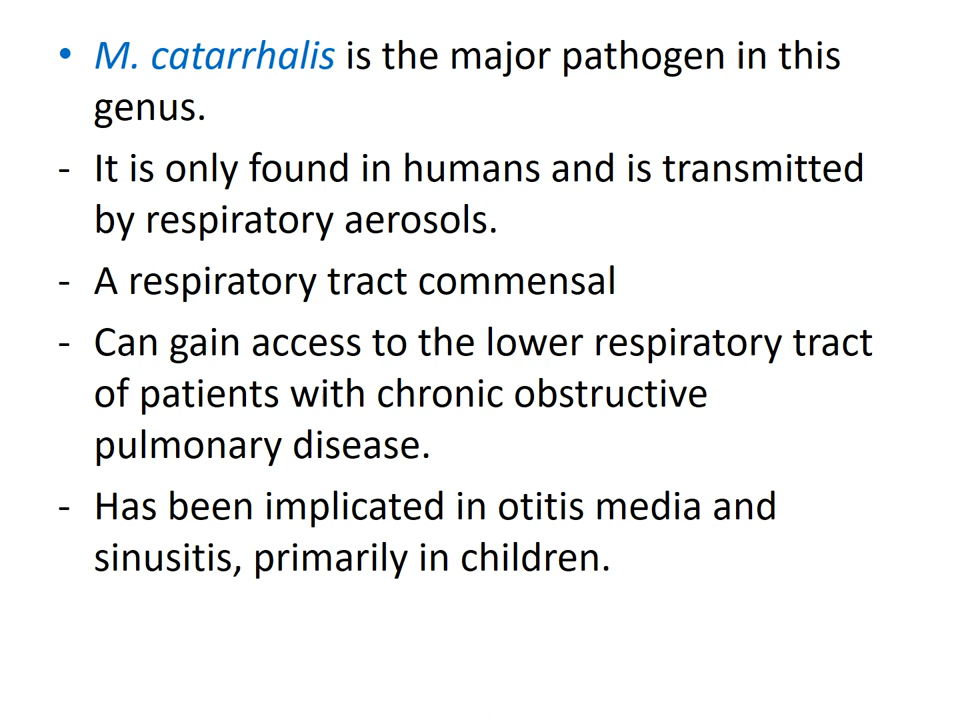 • M. catarrhalis is the major pathogen in this
genus.
- It is only found in humans and is transmitted
by respiratory aerosols.
- A respiratory tract commensal
- Can gain access to the lower respiratory tract
of patients with chronic obstructive
pulmonary disease.
- Has been implicated in otitis media and
sinusitis, primarily in children.